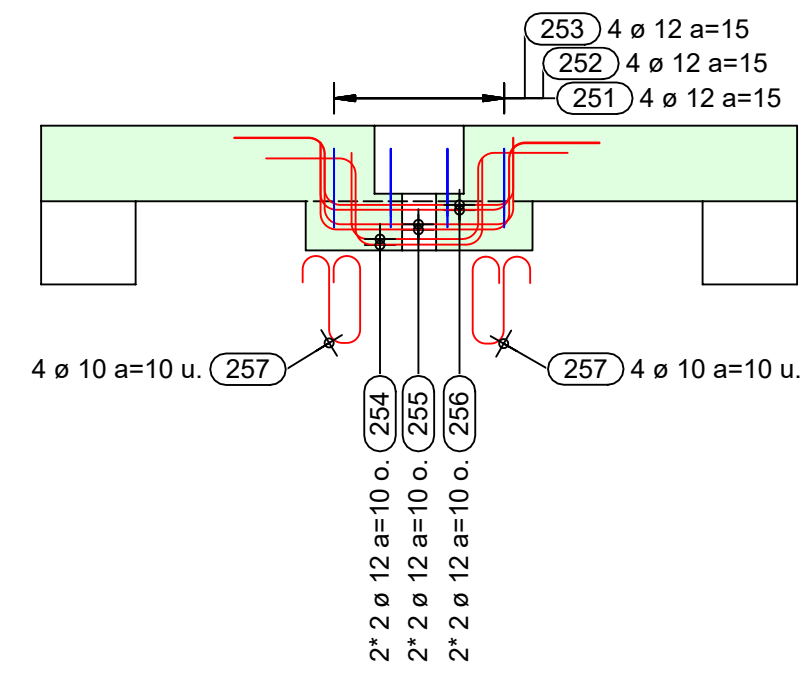 253 4 ø 12 a=15
252 4 ø 12 a=15
251 4 ø 12 a=15
4 ø 10 a=10 u. 257
257 4 ø 10 a=10 u.
2* 2 ø 12 a=10 o. 254
2* 2 ø 12 a=10 o. 255
2* 2 ø 12 a=10 o. 256